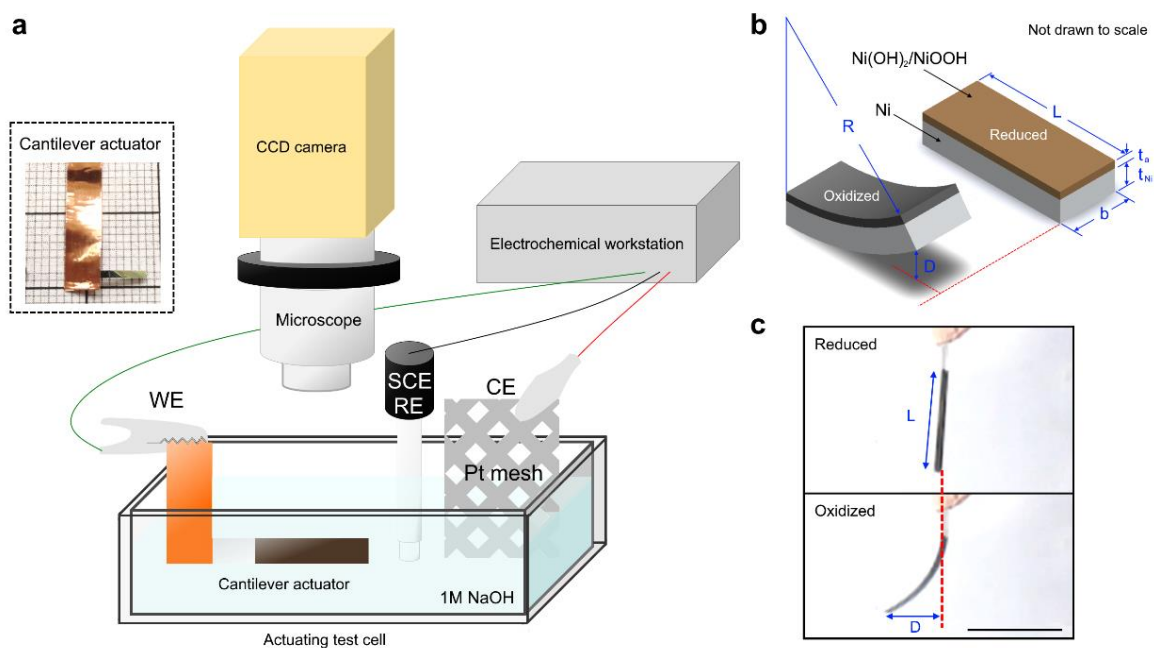 a
Cantilever actuator
CCD camera
Microscope
Electrochemical workstation
WE
SCE
RE
CE
Pt mesh
Cantilever actuator
1M NaOH
Actuating test cell
b
Not drawn to scale
Ni(OH)₂/NiOOH
Ni
R
L
Reduced
Oxidized
tₐ
t_Ni
b
D
c
Reduced
L
Oxidized
D